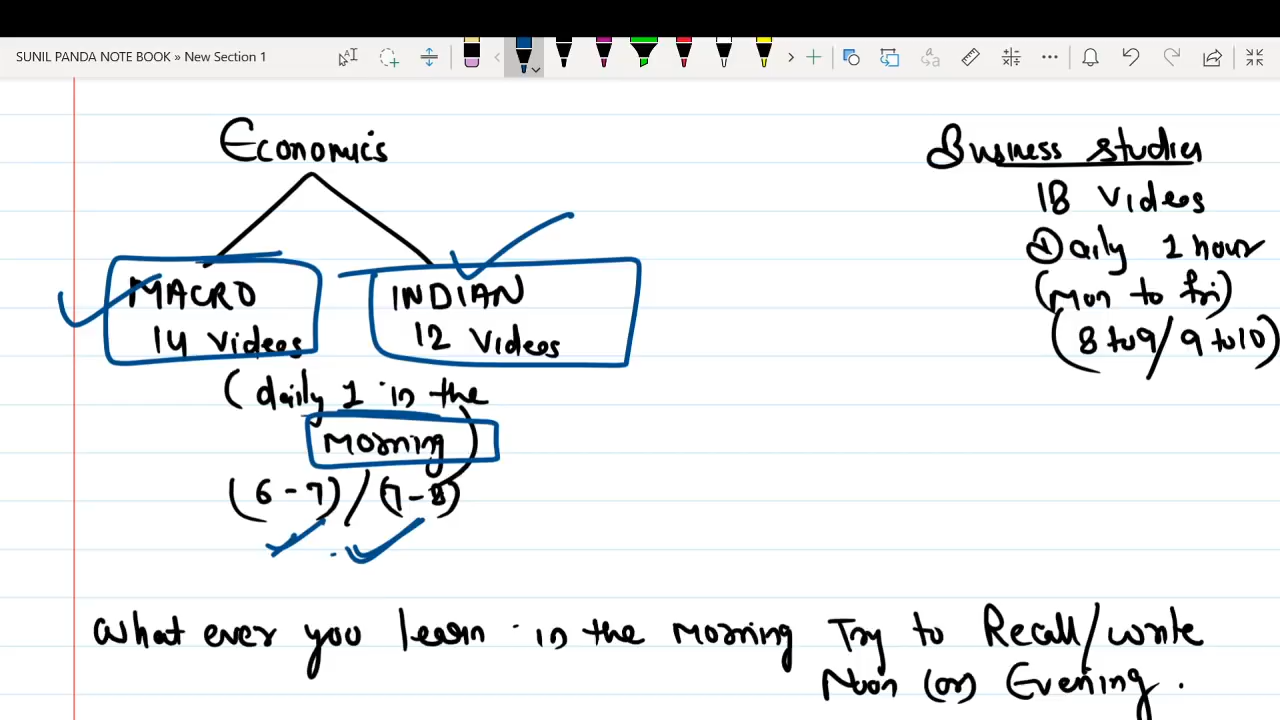 SUNIL PANDA NOTE BOOK » New Section 1
Economics
MACRO
14 Videos
INDIAN
12 Videos
(daily 1 in the
Morning)
(6-7)/(7-8)
Business studies
18 Videos
Daily 1 hour
(Mon to fri)
(8 to 9/9 to 10)
What ever you learn in the morning Try to Recall/write
Noon (or) Evening.